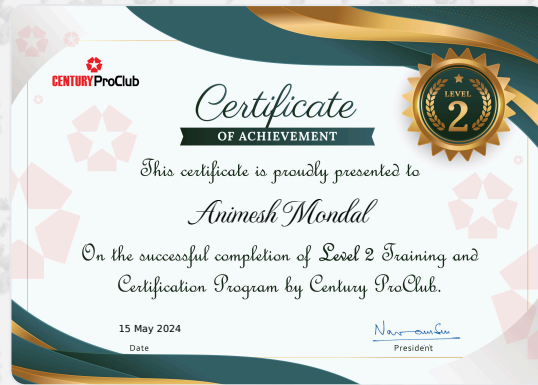 CENTURY ProClub
Certificate
OF ACHIEVEMENT
LEVEL
2
This certificate is proudly presented to
Animesh Mondal
On the successful completion of Level 2 Training and
Certification Program by Century ProClub.
15 May 2024
Date
President